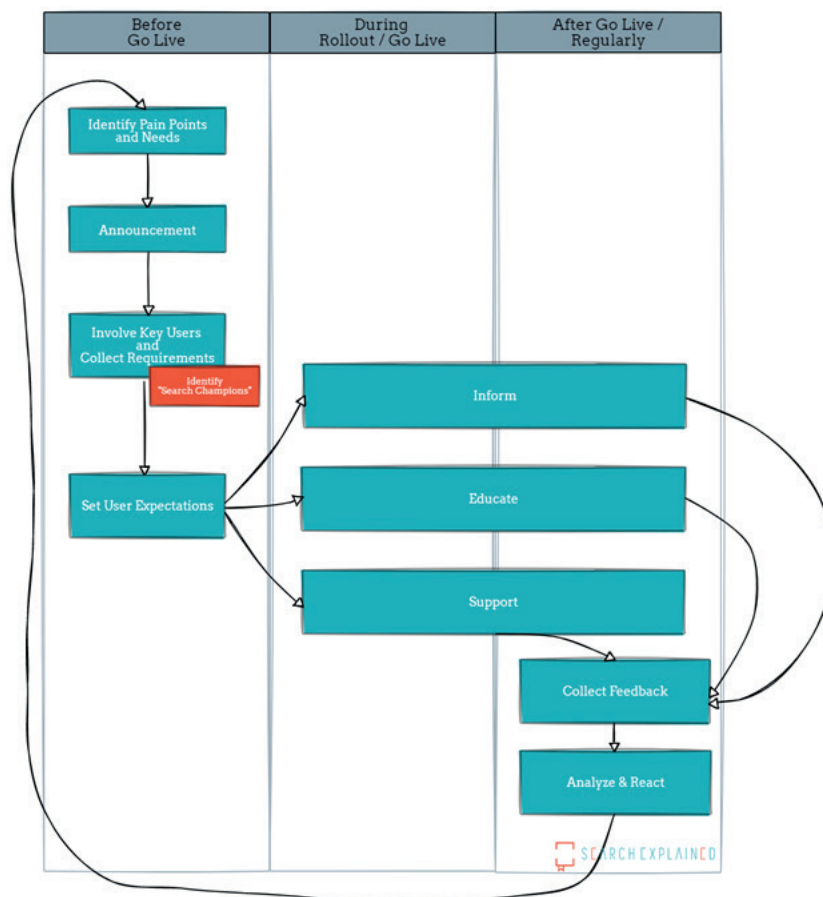 Before
Go Live
During
Rollout / Go Live
After Go Live /
Regularly
Identify Pain Points
and Needs
Announcement
Involve Key Users
and
Collect Requirements
Identify
"Search Champions"
Set User Expectations
Inform
Educate
Support
Collect Feedback
Analyze & React
SEARCH EXPLAINED